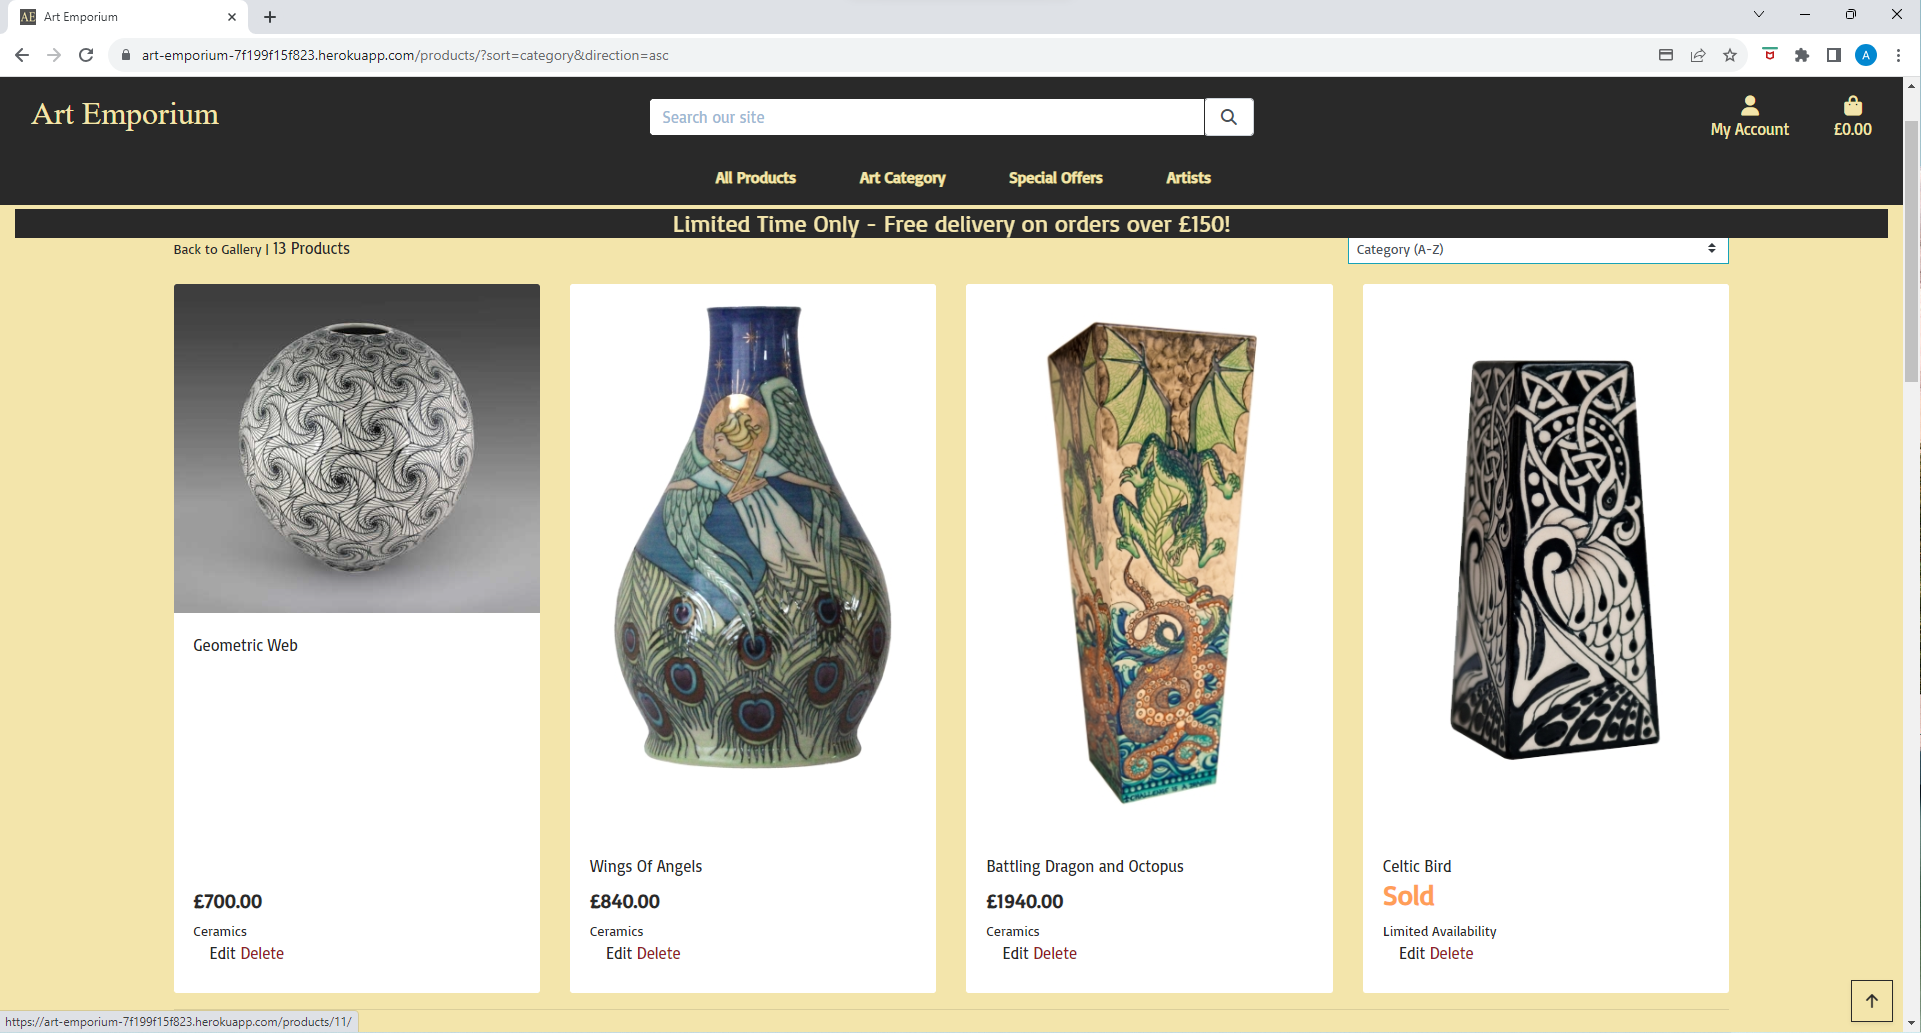 AE Art Emporium
art-emporium-7f199f15f823.herokuapp.com/products/?sort=category&direction=asc
A
Art Emporium
Search our site
My Account
£0.00
All Products Art Category Special Offers Artists
Limited Time Only - Free delivery on orders over £150!
Back to Gallery | 13 Products
Category (A-Z)
Geometric Web
£700.00
Ceramics
Edit Delete
Wings Of Angels
£840.00
Ceramics
Edit Delete
Battling Dragon and Octopus
£1940.00
Ceramics
Edit Delete
Celtic Bird
Sold
Limited Availability
Edit Delete
https://art-emporium-7f199f15f823.herokuapp.com/products/11/